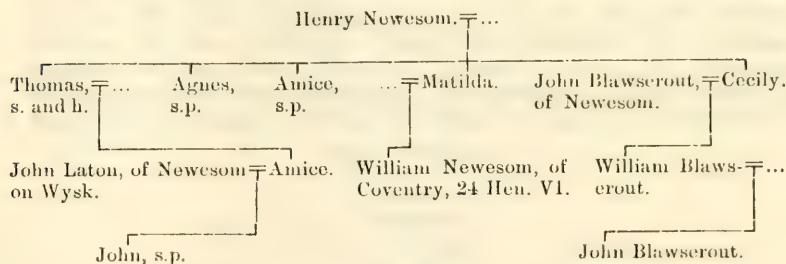 Henry Newesom.╤...
Thomas,╤... Agnes, Amice, ...╤Matilda. John Blawserout,╤Cecily.
s. and h. s.p. s.p. of Newesom.
John Laton, of Newesom╤Amice. William Newesom, of William Blaws-╤...
on Wysk. Coventry, 24 Hen. VI. erout.
John, s.p. John Blawserout.